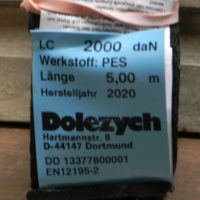 LC 2000 daN
Werkstoff: PES
Länge 5,00 m
Herstelljahr 2020
Dolezych
Hartmannstr. 8
D-44147 Dortmund
DD 13377800001
EN12195-2